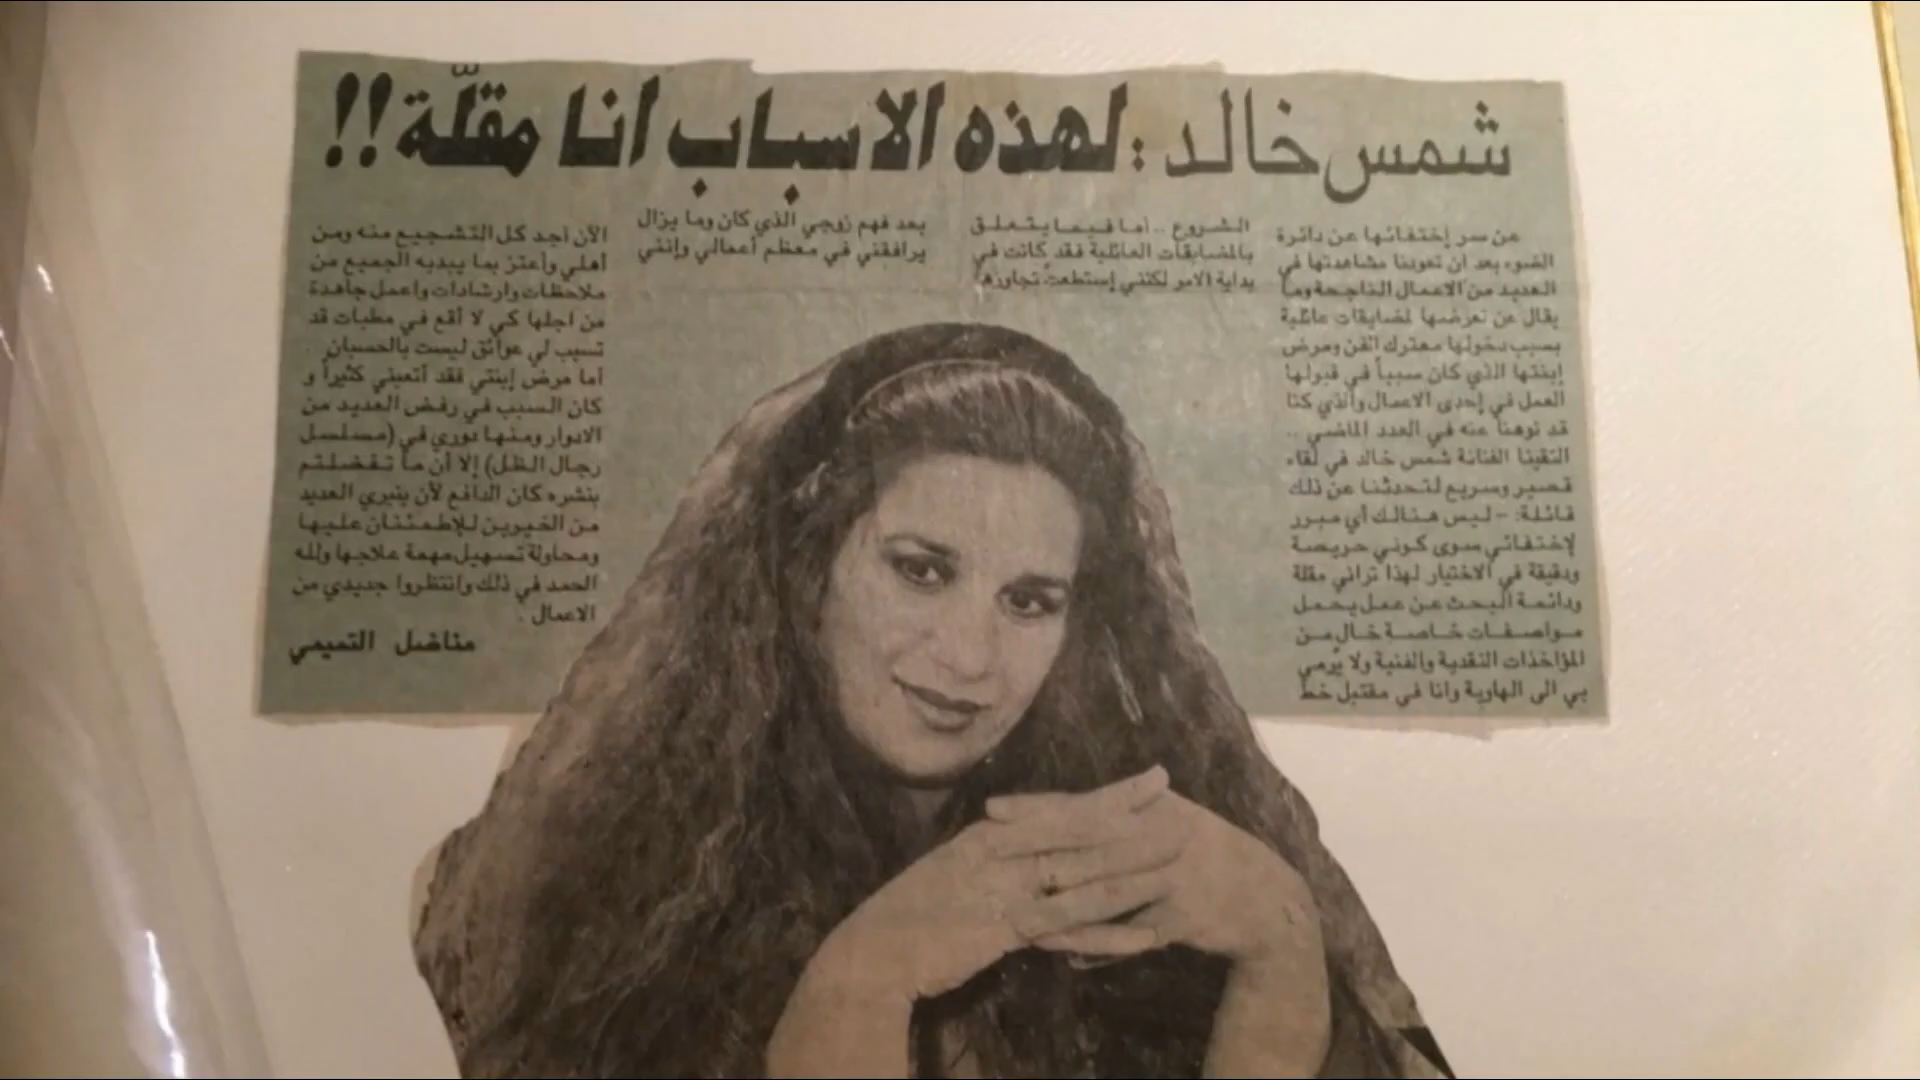 شمس خالد : لهذه الاسباب أنا مقلّة !!
عن سر إختفائها عن دائرة
الضوء بعد أن تعودنا مشاهدتها في
العديد من الاعمال الناجحة وما
يقال عن تعرضها لمضايقات عائلية
بسبب دخولها معترك الفن ومرض
إبنتها الذي كان سبباً في قبولها
العمل في إحدى الاعمال والذي كنا
قد نوهنا عنه في العدد الماضي ..
التقينا الفنانة شمس خالد في لقاء
قصير وسريع لتحدثنا عن ذلك
قائلة: - ليس هنالك أي مبرر
لإختفائي سوى كوني حريصة
ودقيقة في الاختيار لهذا تراني مقلة
ودائمة البحث عن عمل يحمل
مواصفات خاصة خال من
المؤاخذات النقدية والفنية ولا يرمي
بي الى الهاوية وانا في مقتبل خط
الشروع .. أما فيما يتعلق
بالمضايقات العائلية فقد كانت في
بداية الامر لكنني إستطعت تجاوزها
بعد فهم زوجي الذي كان وما يزال
يرافقني في معظم أعمالي وإنني
الآن أجد كل التشجيع منه ومن
أهلي وأعتز بما يبديه الجميع من
ملاحظات وارشادات واعمل جاهدة
من اجلها كي لا أقع في مطبات قد
تسبب لي عوائق ليست بالحسبان ..
أما مرض إبنتي فقد أتعبني كثيراً و
كان السبب في رفض العديد من
الادوار ومنها دوري في (مسلسل
رجال الظل) إلا أن ما تفضلتم
بنشره كان الدافع لأن ينبري العديد
من الخيرين للإطمئنان عليها
ومحاولة تسهيل مهمة علاجها ولله
الحمد في ذلك وانتظروا جديدي من
الاعمال .
مناضل التميمي